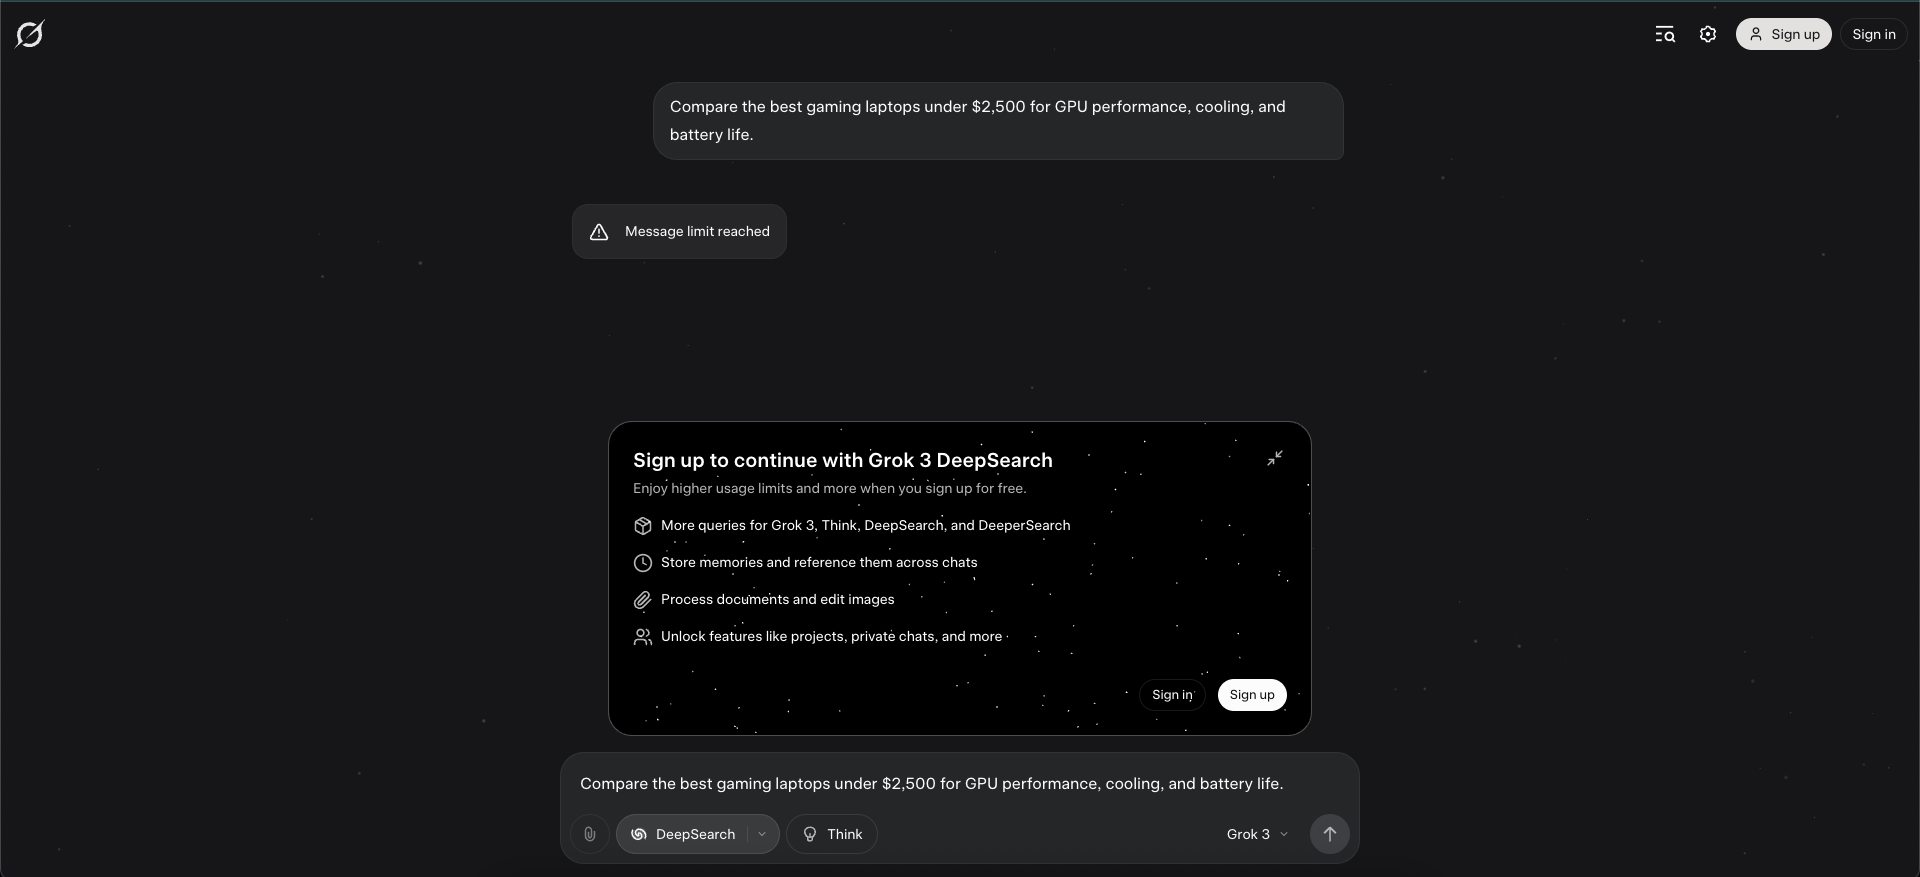 Sign up
Sign in
Compare the best gaming laptops under $2,500 for GPU performance, cooling, and
battery life.
Message limit reached
Sign up to continue with Grok 3 DeepSearch
Enjoy higher usage limits and more when you sign up for free.
More queries for Grok 3, Think, DeepSearch, and DeeperSearch
Store memories and reference them across chats
Process documents and edit images
Unlock features like projects, private chats, and more
Sign in
Sign up
Compare the best gaming laptops under $2,500 for GPU performance, cooling, and battery life.
DeepSearch
Think
Grok 3